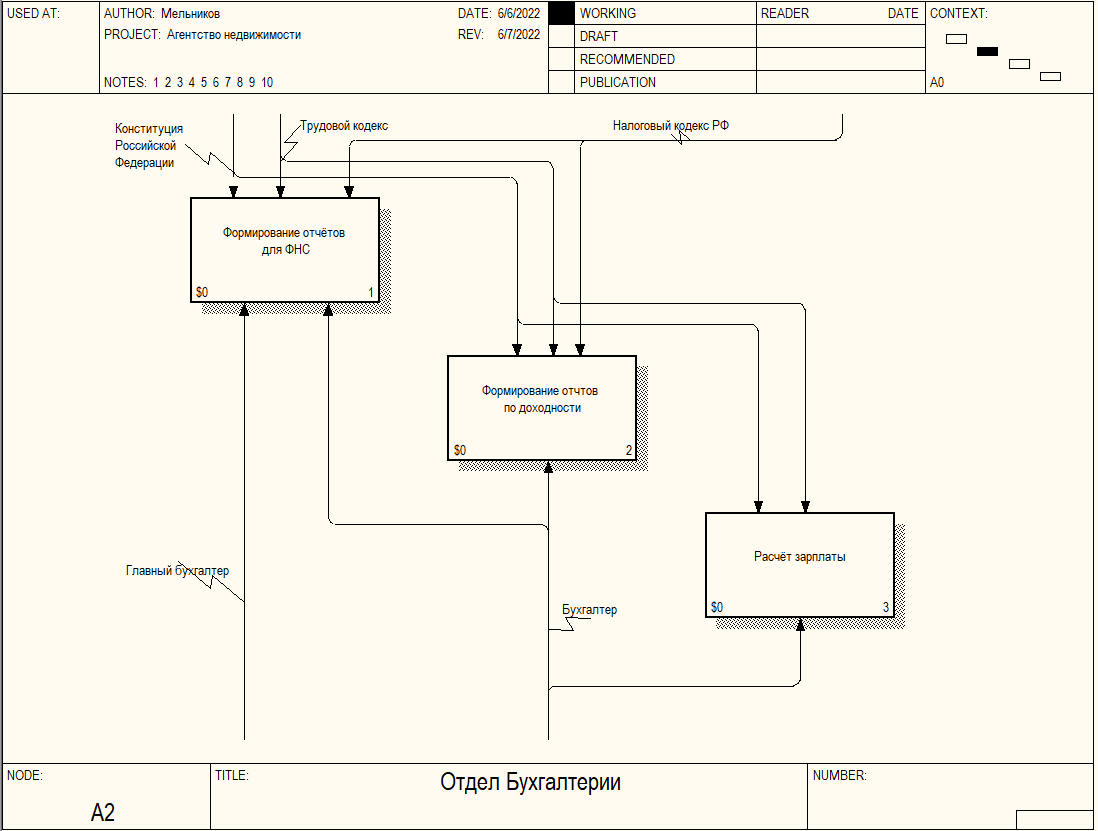 USED AT:
AUTHOR: Мельников
DATE: 6/6/2022
WORKING
READER
DATE
CONTEXT:
PROJECT: Агентство недвижимости
REV: 6/7/2022
DRAFT
RECOMMENDED
NOTES: 1 2 3 4 5 6 7 8 9 10
PUBLICATION
A0
Конституция
Российской
Федерации
Трудовой кодекс
Налоговый кодекс РФ
Формирование отчётов
для ФНС
$0
1
Формирование отчтов
по доходности
$0
2
Расчёт зарплаты
$0
3
Главный бухгалтер
Бухгалтер
NODE:
A2
TITLE:
Отдел Бухгалтерии
NUMBER: